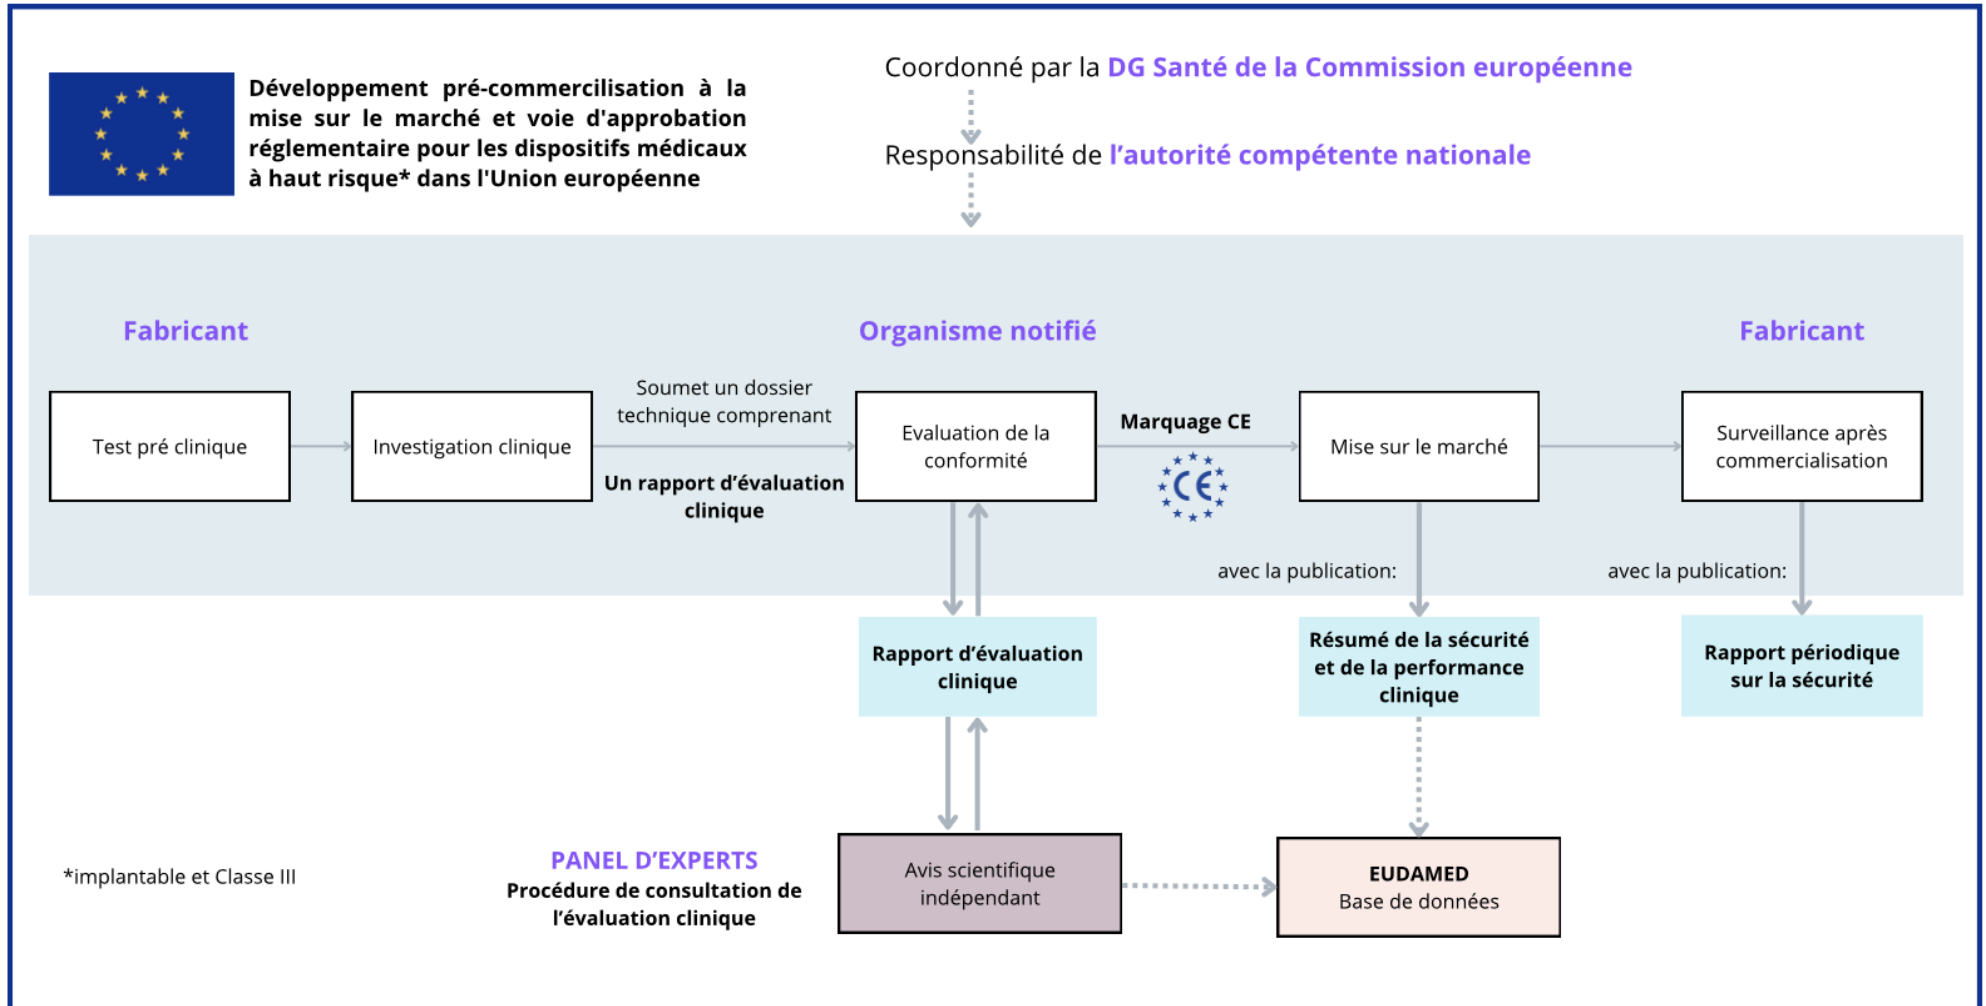 Développement pré-commercilisation à la
mise sur le marché et voie d'approbation
réglementaire pour les dispositifs médicaux
à haut risque* dans l'Union européenne
Coordonné par la DG Santé de la Commission européenne
Responsabilité de l’autorité compétente nationale
Fabricant
Organisme notifié
Fabricant
Test pré clinique
Investigation clinique
Soumet un dossier
technique comprenant
Un rapport d’évaluation
clinique
Evaluation de la
conformité
Marquage CE
CE
Mise sur le marché
Surveillance après
commercialisation
avec la publication:
avec la publication:
Rapport d’évaluation
clinique
Résumé de la sécurité
et de la performance
clinique
Rapport périodique
sur la sécurité
PANEL D’EXPERTS
Procédure de consultation de
l’évaluation clinique
Avis scientifique
indépendant
EUDAMED
Base de données
*implantable et Classe III